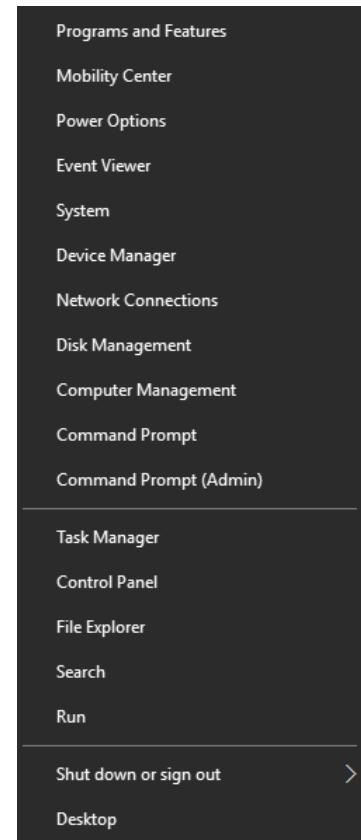 Programs and Features
Mobility Center
Power Options
Event Viewer
System
Device Manager
Network Connections
Disk Management
Computer Management
Command Prompt
Command Prompt (Admin)
Task Manager
Control Panel
File Explorer
Search
Run
Shut down or sign out
Desktop